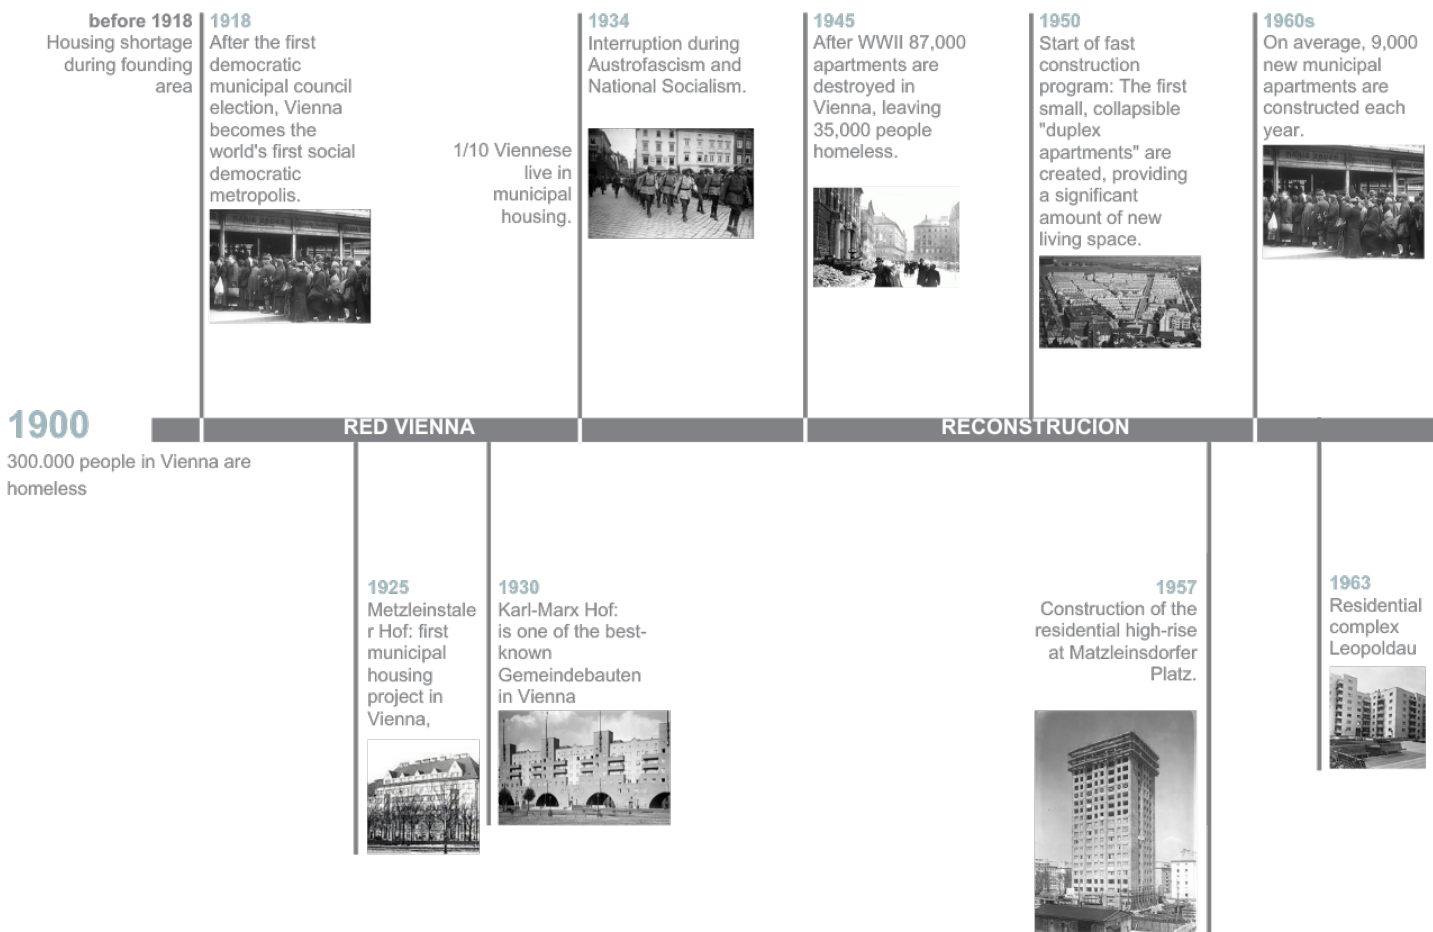 before 1918
Housing shortage
during founding
area
1918
After the first
democratic
municipal council
election, Vienna
becomes the
world's first social
democratic
metropolis.
1/10 Viennese
live in
municipal
housing.
1934
Interruption during
Austrofascism and
National Socialism.
1945
After WWII 87,000
apartments are
destroyed in
Vienna, leaving
35,000 people
homeless.
1950
Start of fast
construction
program: The first
small, collapsible
"duplex
apartments" are
created, providing
a significant
amount of new
living space.
1960s
On average, 9,000
new municipal
apartments are
constructed each
year.
1900
RED VIENNA
RECONSTRUCION
300.000 people in Vienna are
homeless
1925
Metzleinstale
r Hof: first
municipal
housing
project in
Vienna,
1930
Karl-Marx Hof:
is one of the best-
known
Gemeindebauten
in Vienna
1957
Construction of the
residential high-rise
at Matzleinsdorfer
Platz.
1963
Residential
complex
Leopoldau